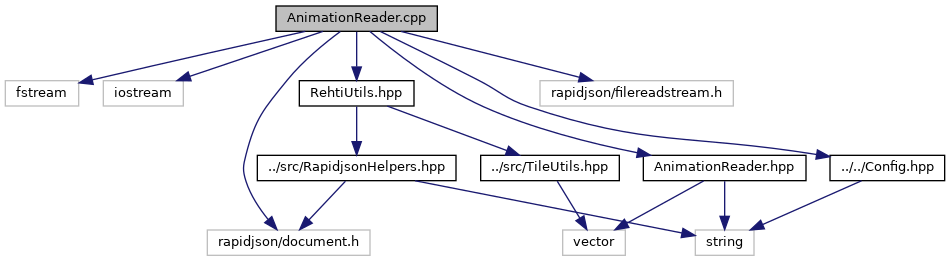 AnimationReader.cpp
fstream
iostream
RehtiUtils.hpp
rapidjson/filereadstream.h
../src/RapidjsonHelpers.hpp
../src/TileUtils.hpp
AnimationReader.hpp
../../Config.hpp
rapidjson/document.h
vector
string